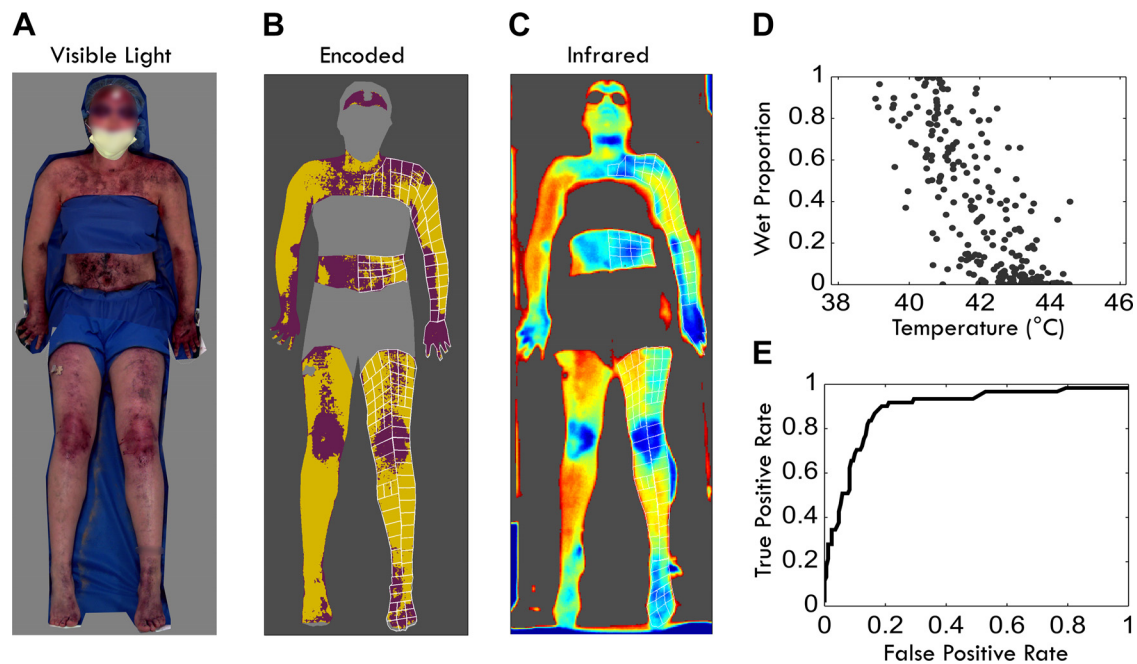 A
Visible Light
B
Encoded
C
Infrared
D
Wet Proportion
1
0.8
0.6
0.4
0.2
0
38 40 42 44 46
Temperature (°C)
E
True Positive Rate
1
0.8
0.6
0.4
0.2
0
0 0.2 0.4 0.6 0.8 1
False Positive Rate